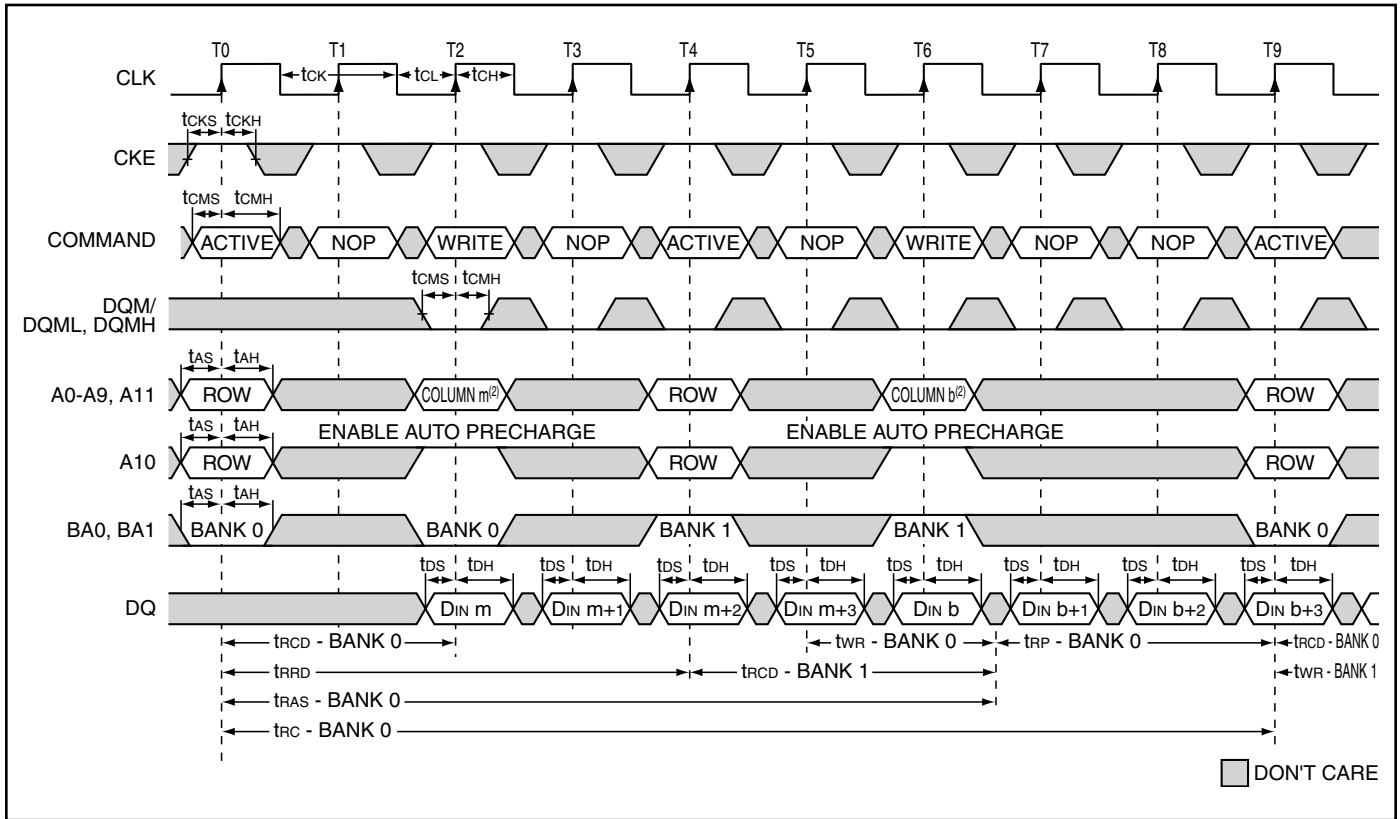 T0 T1 T2 T3 T4 T5 T6 T7 T8 T9
CLK tCK tCL tCH
tCKS tCKH
CKE
tCMS tCMH
COMMAND ACTIVE NOP WRITE NOP ACTIVE NOP WRITE NOP NOP ACTIVE
tCMS tCMH
DQM/
DQML, DQMH
tAS tAH
A0-A9, A11 ROW COLUMN m(2) ROW COLUMN b(2) ROW
tAS tAH ENABLE AUTO PRECHARGE ENABLE AUTO PRECHARGE
A10 ROW ROW ROW
tAS tAH
BA0, BA1 BANK 0 BANK 0 BANK 1 BANK 1 BANK 0
tDS tDH tDS tDH tDS tDH tDS tDH tDS tDH tDS tDH tDS tDH tDS tDH
DQ DIN m DIN m+1 DIN m+2 DIN m+3 DIN b DIN b+1 DIN b+2 DIN b+3
tRCD - BANK 0 tWR - BANK 0 tRP - BANK 0 tRCD - BANK 0
tRRD tRCD - BANK 1 tWR - BANK 1
tRAS - BANK 0
tRC - BANK 0
DON'T CARE